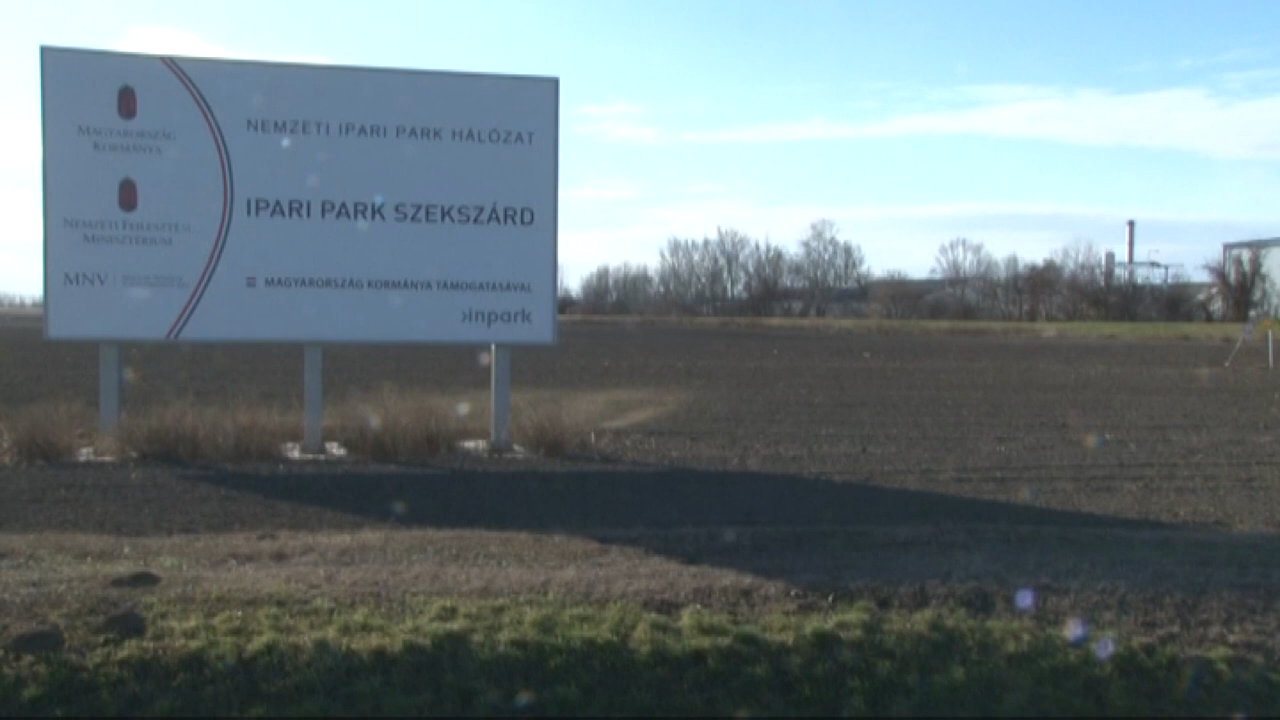 MAGYARORSZÁG
KORMÁNYA
NEMZETI FEJLESZTÉSI
MINISZTÉRIUM
MNV
NEMZETI IPARI PARK HÁLÓZAT
IPARI PARK SZEKSZÁRD
MAGYARORSZÁG KORMÁNYA TÁMOGATÁSÁVAL
›inpark